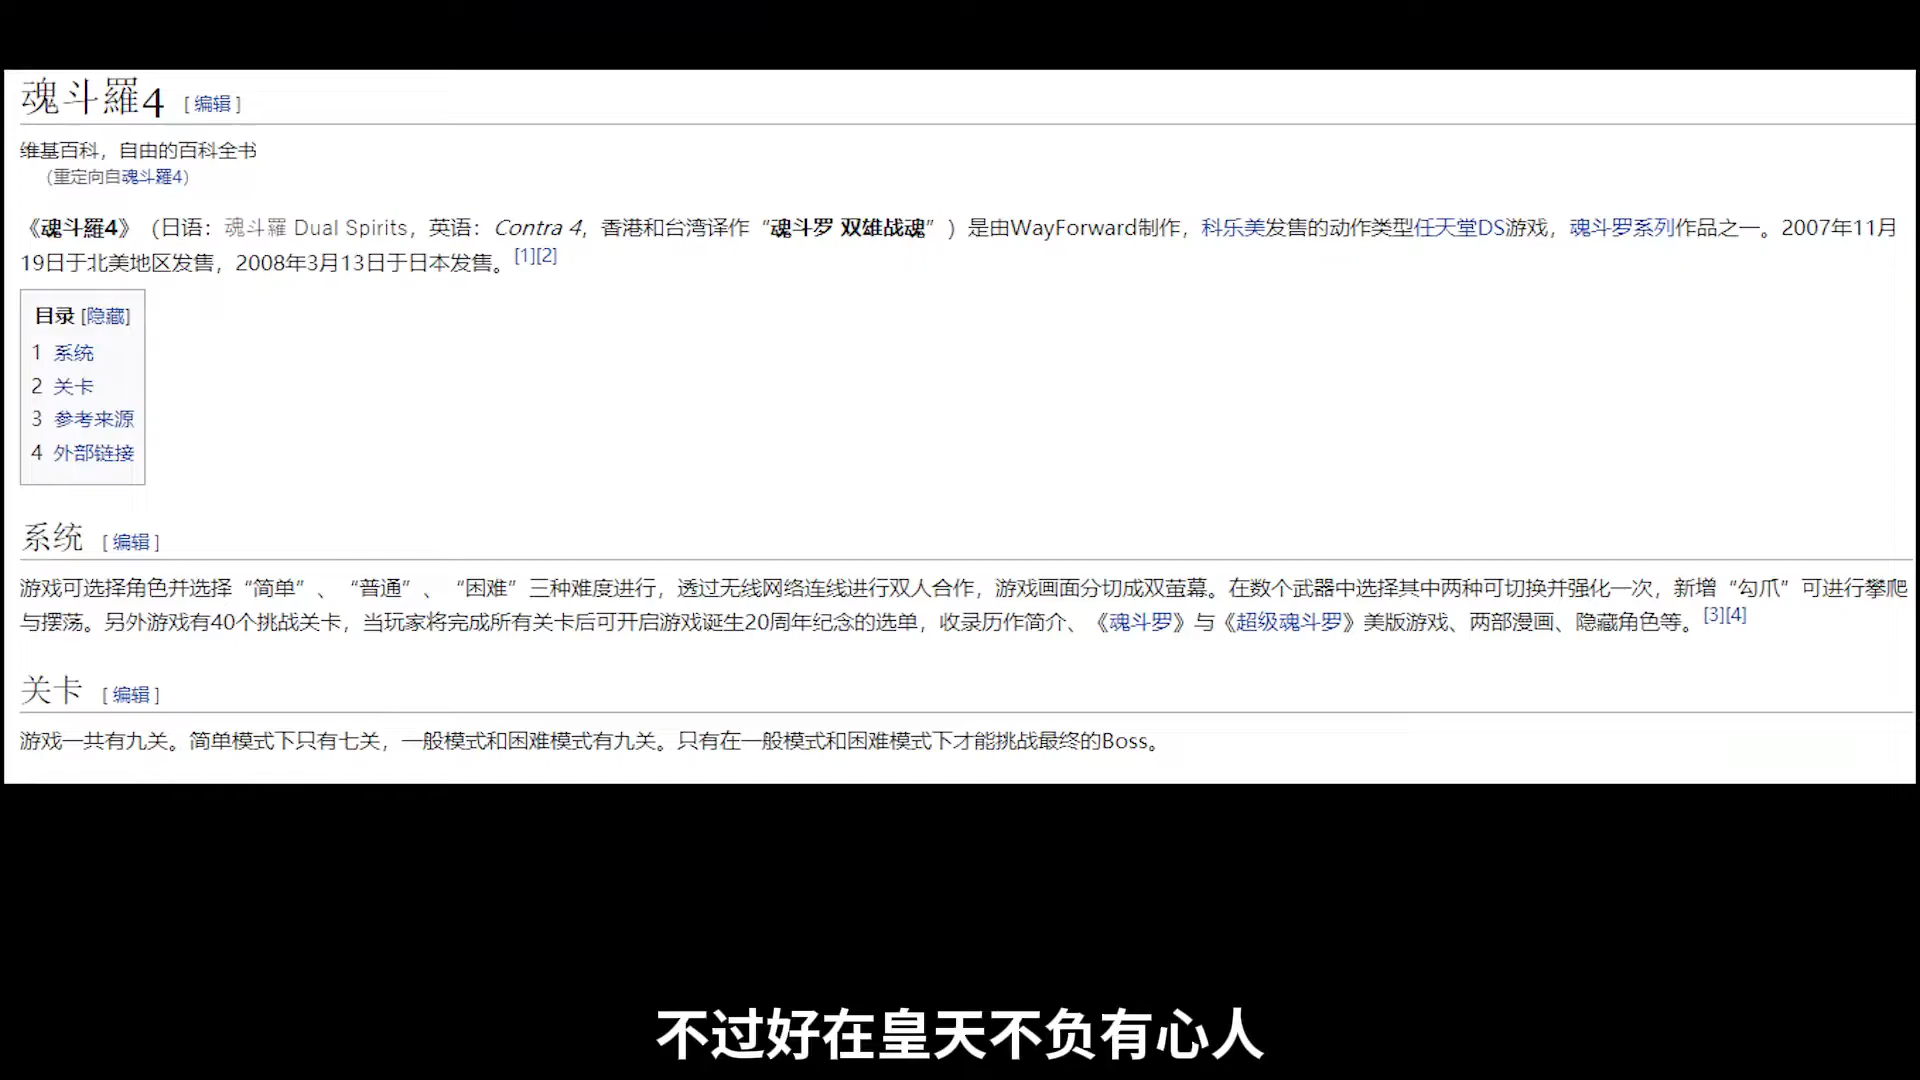 魂斗羅4 [ 编辑 ]
维基百科，自由的百科全书
（重定向自魂斗羅4）
《魂斗羅4》（日语：魂斗羅 Dual Spirits，英语：Contra 4，香港和台湾译作“魂斗罗 双雄战魂”）是由WayForward制作，科乐美发售的动作类型任天堂DS游戏，魂斗罗系列作品之一。2007年11月
19日于北美地区发售，2008年3月13日于日本发售。[1][2]
目录 [隐藏]
1 系统
2 关卡
3 参考来源
4 外部链接
系统 [ 编辑 ]
游戏可选择角色并选择“简单”、“普通”、“困难”三种难度进行，透过无线网络连线进行双人合作，游戏画面分切成双萤幕。在数个武器中选择其中两种可切换并强化一次，新增“勾爪”可进行攀爬
与摆荡。另外游戏有40个挑战关卡，当玩家将完成所有关卡后可开启游戏诞生20周年纪念的选单，收录历作简介、《魂斗罗》与《超级魂斗罗》美版游戏、两部漫画、隐藏角色等。[3][4]
关卡 [ 编辑 ]
游戏一共有九关。简单模式下只有七关，一般模式和困难模式有九关。只有在一般模式和困难模式下才能挑战最终的Boss。
不过好在皇天不负有心人